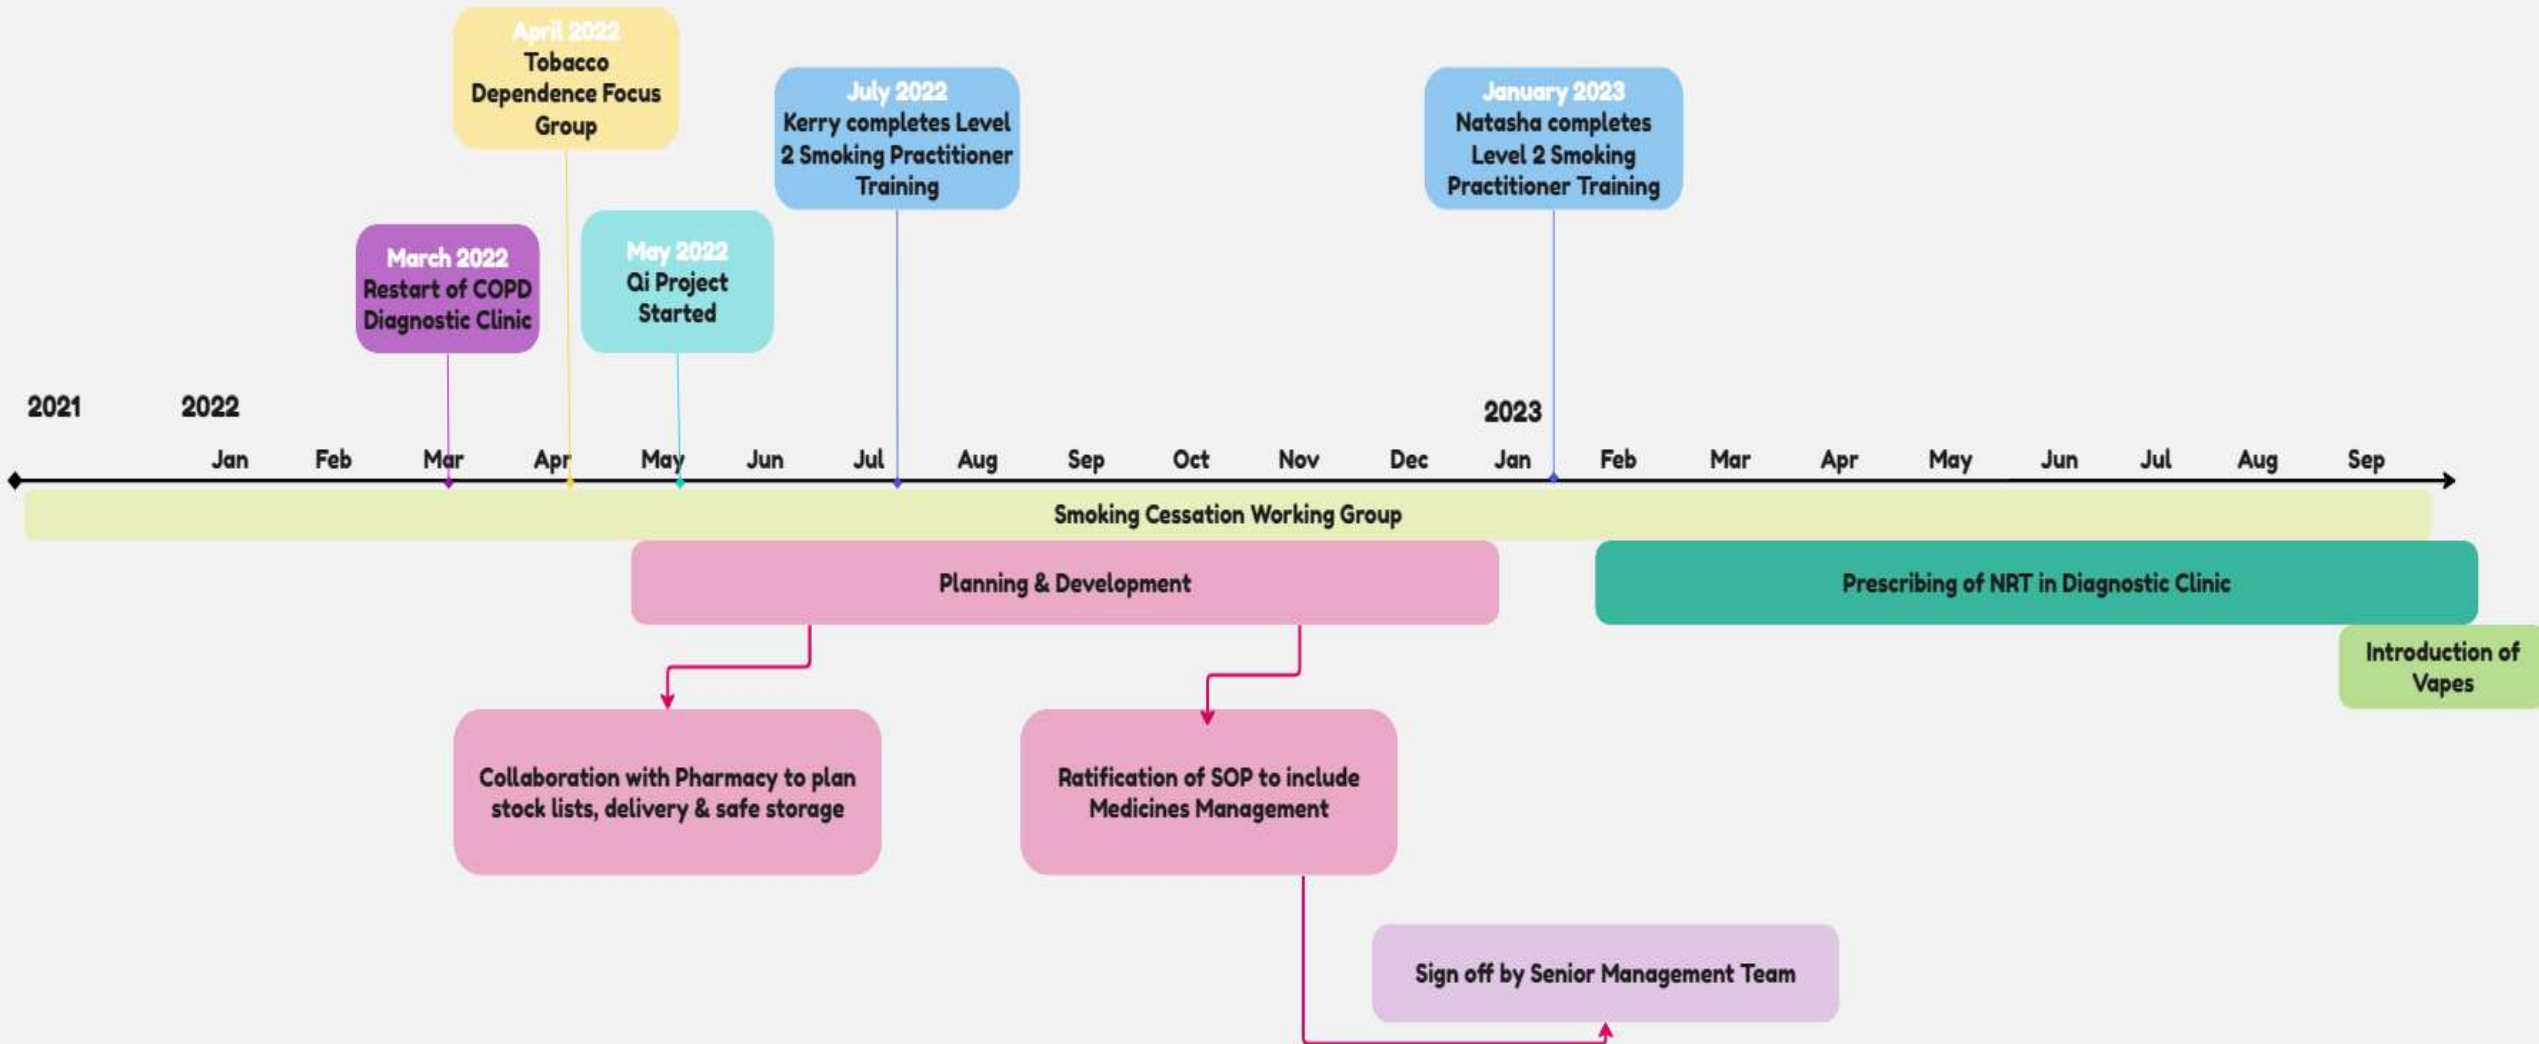 April 2022
Tobacco
Dependence Focus
Group
July 2022
Kerry completes Level
2 Smoking Practitioner
Training
January 2023
Natasha completes
Level 2 Smoking
Practitioner Training
March 2022
Restart of COPD
Diagnostic Clinic
May 2022
Qi Project
Started
2021
2022
2023
Jan Feb Mar Apr May Jun Jul Aug Sep Oct Nov Dec Jan Feb Mar Apr May Jun Jul Aug Sep
Smoking Cessation Working Group
Planning & Development
Prescribing of NRT in Diagnostic Clinic
Introduction of
Vapes
Collaboration with Pharmacy to plan
stock lists, delivery & safe storage
Ratification of SOP to include
Medicines Management
Sign off by Senior Management Team